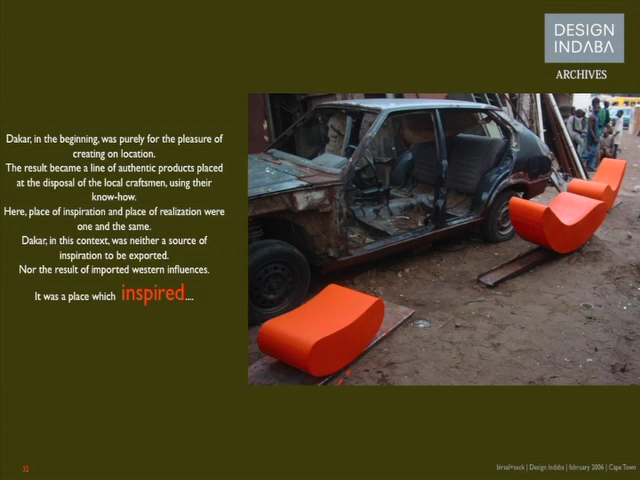 DESIGN
INDABA
ARCHIVES
Dakar, in the beginning, was purely for the pleasure of
creating on location.
The result became a line of authentic products placed
at the disposal of the local craftsmen, using their
know-how.
Here, place of inspiration and place of realization were
one and the same.
Dakar, in this context, was neither a source of
inspiration to be exported.
Nor the result of imported western influences.
It was a place which inspired....
32
birsel+seck | Design Indaba | february 2006 | Cape Town